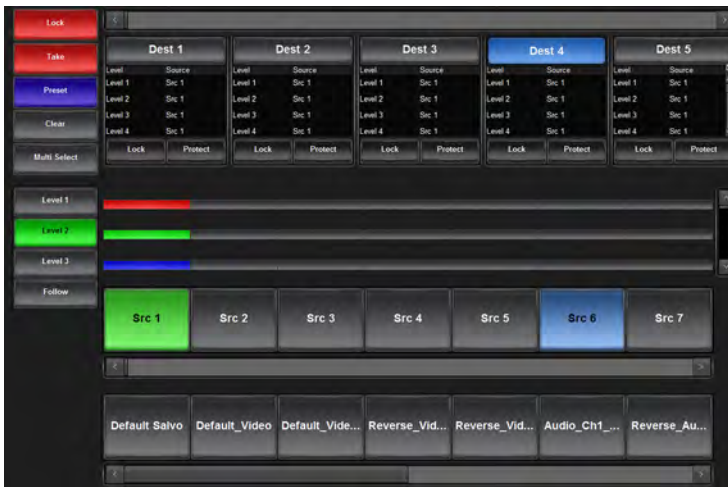 Lock
Take
Preset
Clear
Multi Select
Dest 1 Dest 2 Dest 3 Dest 4 Dest 5
Level Source Level Source Level Source Level Source Level Source
Level 1 Src 1 Level 1 Src 1 Level 1 Src 1 Level 1 Src 1 Level 1 Src 1
Level 2 Src 1 Level 2 Src 1 Level 2 Src 1 Level 2 Src 1 Level 2 Src 1
Level 3 Src 1 Level 3 Src 1 Level 3 Src 1 Level 3 Src 1 Level 3 Src 1
Level 4 Src 1 Level 4 Src 1 Level 4 Src 1 Level 4 Src 1 Level 4 Src 1
Lock Protect Lock Protect Lock Protect Lock Protect Lock Protect
Level 1
Level 2
Level 3
Follow
Src 1 Src 2 Src 3 Src 4 Src 5 Src 6 Src 7
Default Salvo Default_Video Default_Vide... Reverse_Vid... Reverse_Vid... Audio_Ch1_... Reverse_Au...